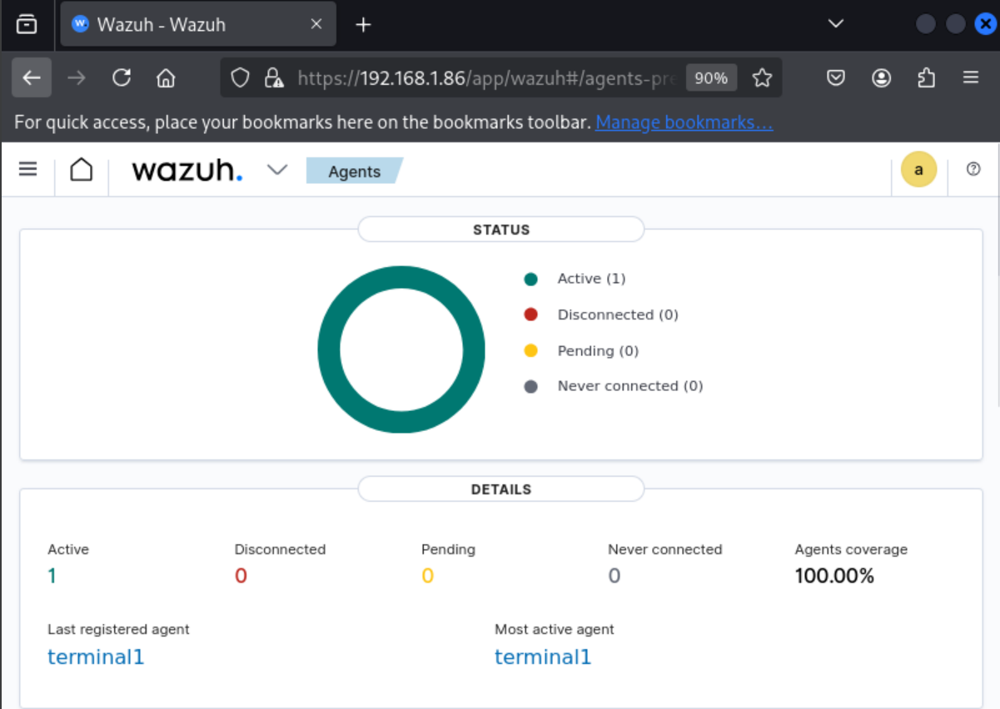 Wazuh - Wazuh
https://192.168.1.86/app/wazuh#/agents-pre
90%
For quick access, place your bookmarks here on the bookmarks toolbar. Manage bookmarks...
wazuh.
Agents
a
STATUS
Active (1)
Disconnected (0)
Pending (0)
Never connected (0)
DETAILS
Active
Disconnected
Pending
Never connected
Agents coverage
1
0
0
0
100.00%
Last registered agent
Most active agent
terminal1
terminal1